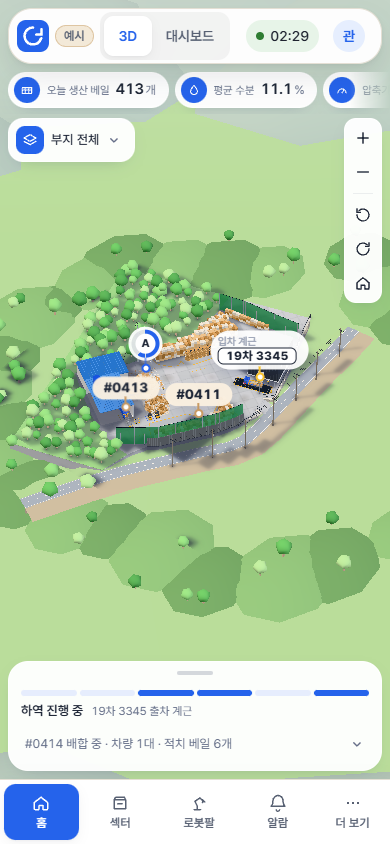 예시 3D 대시보드 02:29 관
오늘 생산 베일 413개 평균 수분 11.1% 압축
부지 전체
A
입차 계근
19차 3345
#0413
#0411
하역 진행 중 19차 3345 출차 계근
#0414 배합 중 · 차량 1대 · 적치 베일 6개
홈 섹터 로봇팔 알람 더 보기